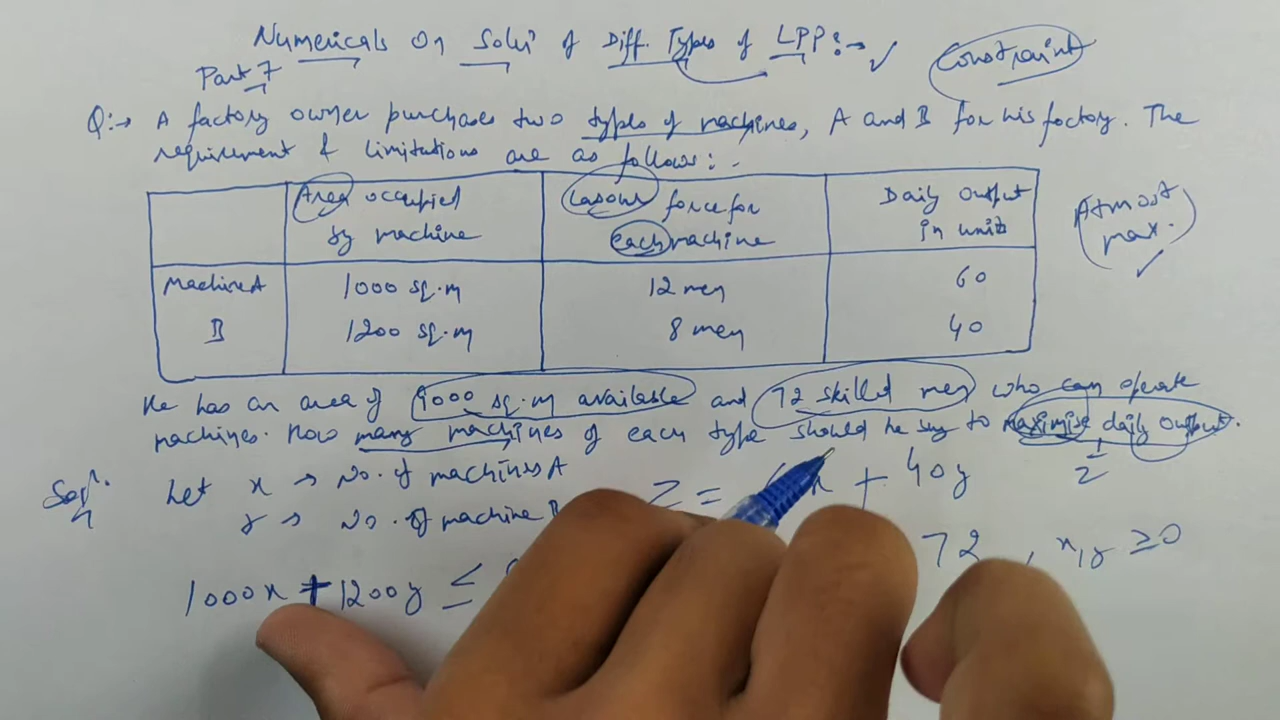 Numericals On Soln of Diff. Types of LPP:→ ✓
Part 7
Constraint
Q:→ A factory owner purchases two types of machines, A and B for his factory. The
requirement & limitations are as follows:-
Area occupied by machine
Labour force for each machine
Daily Output in units
Machine A 1000 sq.m 12 men 60
B 1200 sq.m 8 men 40
Atmost max.
✓
He has an area of 9000 sq.m available and 72 skilled men who can operate
machines. How many machines of each type should he buy to maximise daily output.
Z
Soln. Let x → No. of machines A
Z = x + 40y
y → No. of machine B
72, x,y ≥0
1000x + 1200y ≤